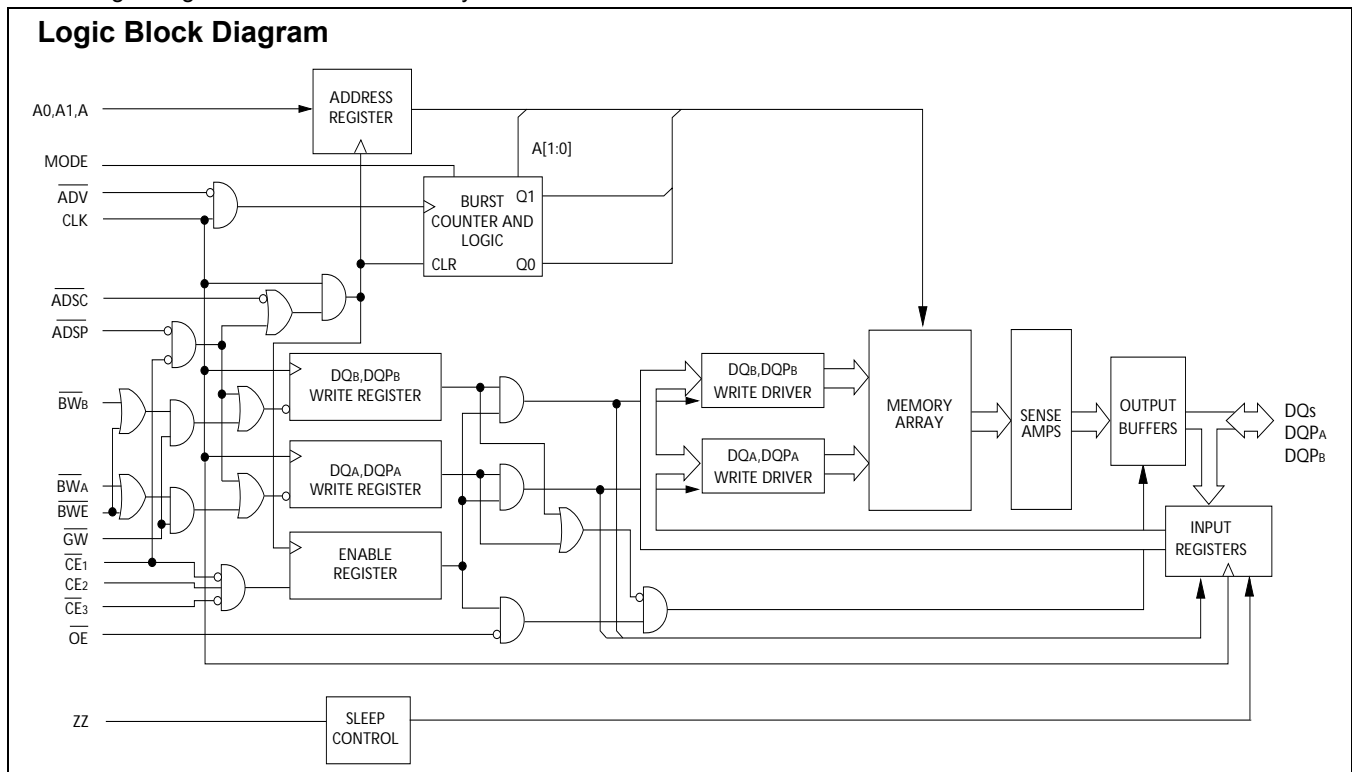 Logic Block Diagram
A0,A1,A
ADDRESS
REGISTER
MODE
A[1:0]
ADV
CLK
BURST
COUNTER AND
LOGIC
Q1
CLR
Q0
ADSC
ADSP
DQB,DQPB
WRITE REGISTER
DQB,DQPB
WRITE DRIVER
MEMORY
ARRAY
SENSE
AMPS
OUTPUT
BUFFERS
DQs
DQPA
DQPB
BWB
DQA,DQPA
WRITE REGISTER
DQA,DQPA
WRITE DRIVER
BWA
BWE
GW
CE1
CE2
CE3
ENABLE
REGISTER
INPUT
REGISTERS
OE
ZZ
SLEEP
CONTROL